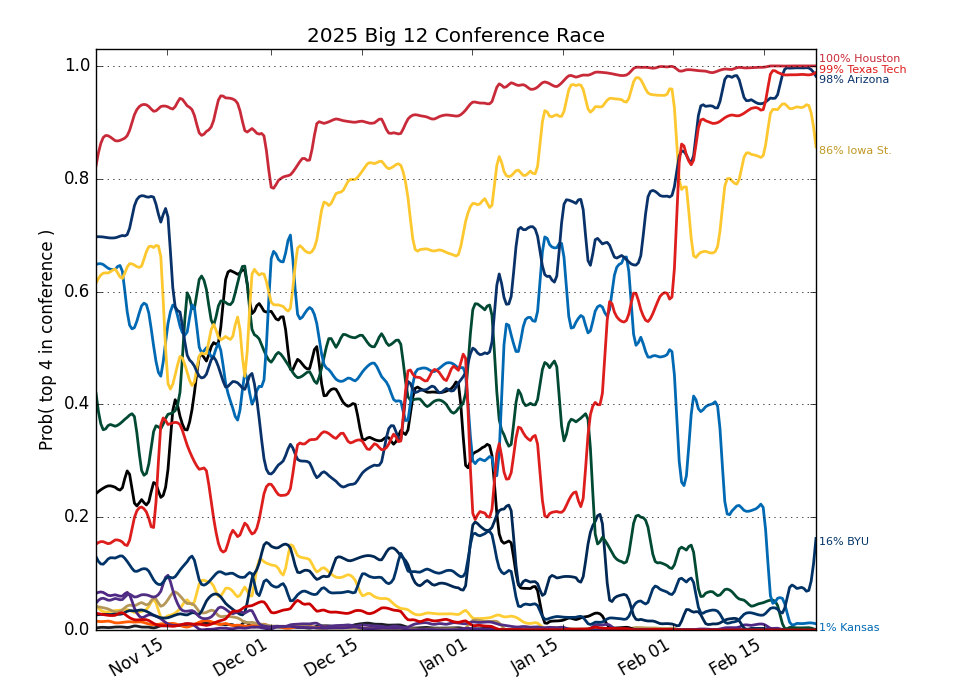 2025 Big 12 Conference Race
Prob( top 4 in conference )
1.0
0.8
0.6
0.4
0.2
0.0
100% Houston
99% Texas Tech
98% Arizona
86% Iowa St.
16% BYU
1% Kansas
Nov 15
Dec 01
Dec 15
Jan 01
Jan 15
Feb 01
Feb 15